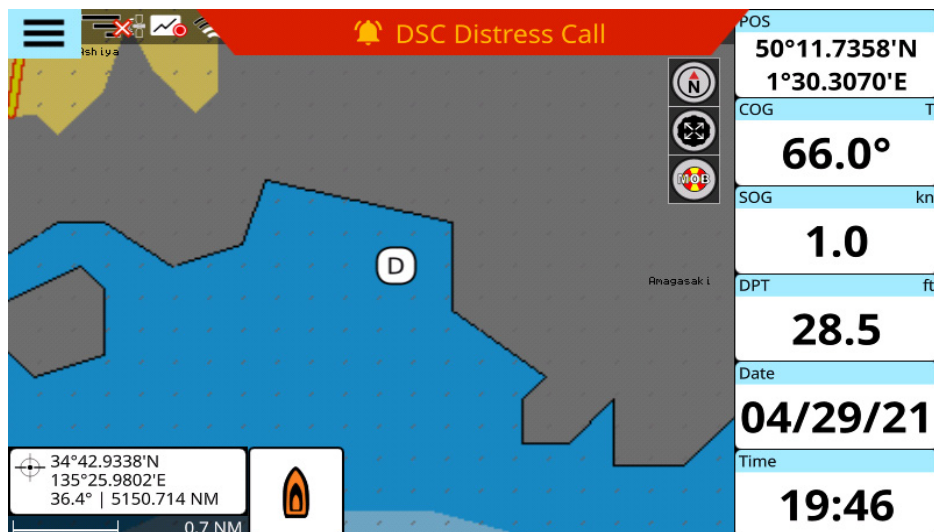 DSC Distress Call
Ashiya
N
MOB
D
Amagasaki
34°42.9338'N
135°25.9802'E
36.4° | 5150.714 NM
0.7 NM
POS
50°11.7358'N
1°30.3070'E
COG T
66.0°
SOG kn
1.0
DPT ft
28.5
Date
04/29/21
Time
19:46